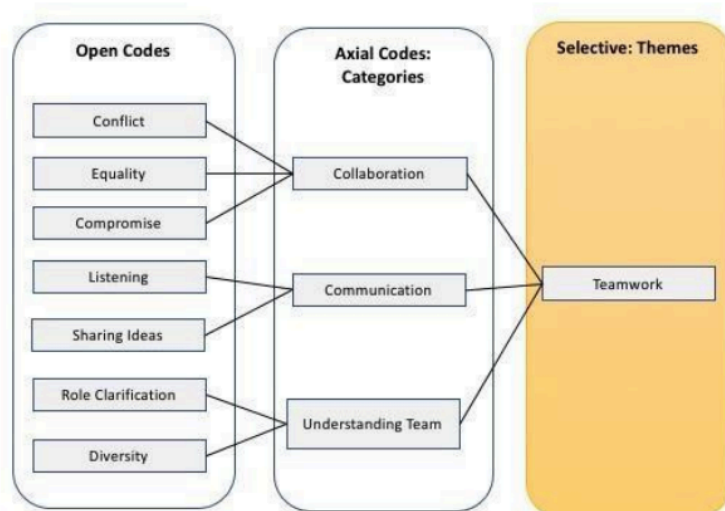 Open Codes
Conflict
Equality
Compromise
Listening
Sharing Ideas
Role Clarification
Diversity
Axial Codes:
Categories
Collaboration
Communication
Understanding Team
Selective: Themes
Teamwork